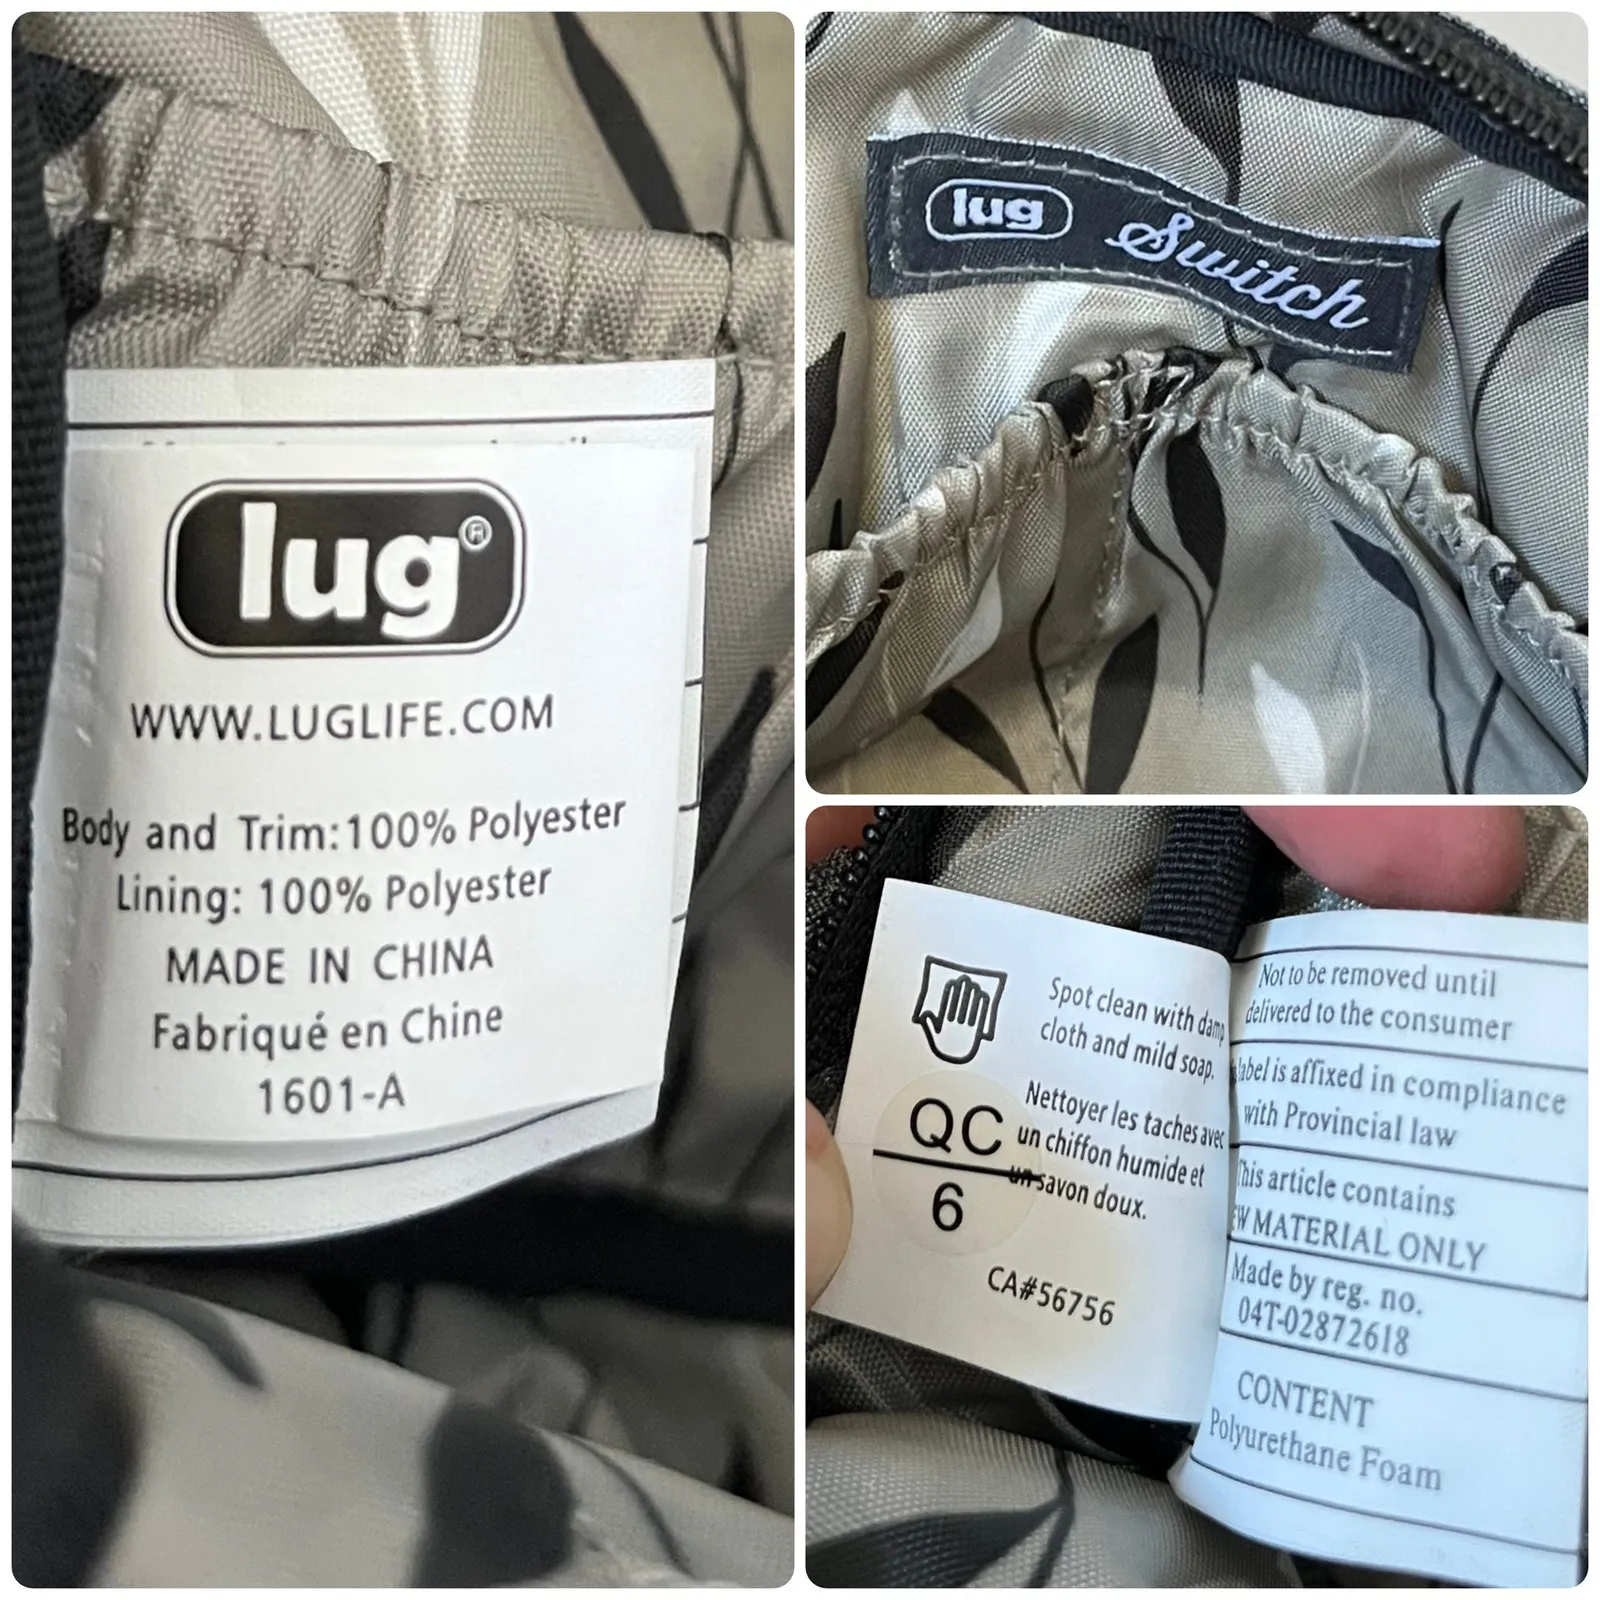 lug®
WWW.LUGLIFE.COM
Body and Trim:100% Polyester
Lining: 100% Polyester
MADE IN CHINA
Fabriqué en Chine
1601-A
lug Switch
Spot clean with damp
cloth and mild soap.
Nettoyer les taches avec
un chiffon humide et
un savon doux.
QC
6
CA#56756
Not to be removed until
delivered to the consumer
label is affixed in compliance
with Provincial law
This article contains
MATERIAL ONLY
Made by reg. no.
04T-02872618
CONTENT
Polyurethane Foam